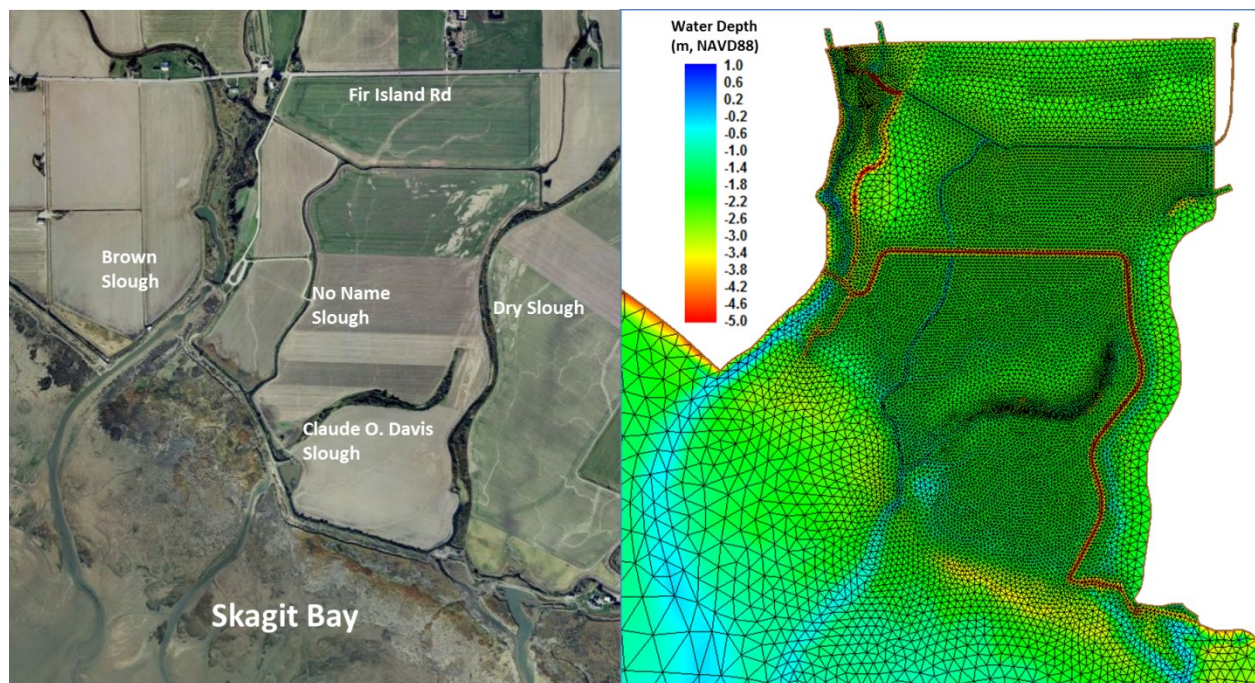 Fir Island Rd
Brown
Slough
No Name
Slough
Dry Slough
Claude O. Davis
Slough
Skagit Bay
Water Depth
(m, NAVD88)
1.0
0.6
0.2
-0.2
-0.6
-1.0
-1.4
-1.8
-2.2
-2.6
-3.0
-3.4
-3.8
-4.2
-4.6
-5.0